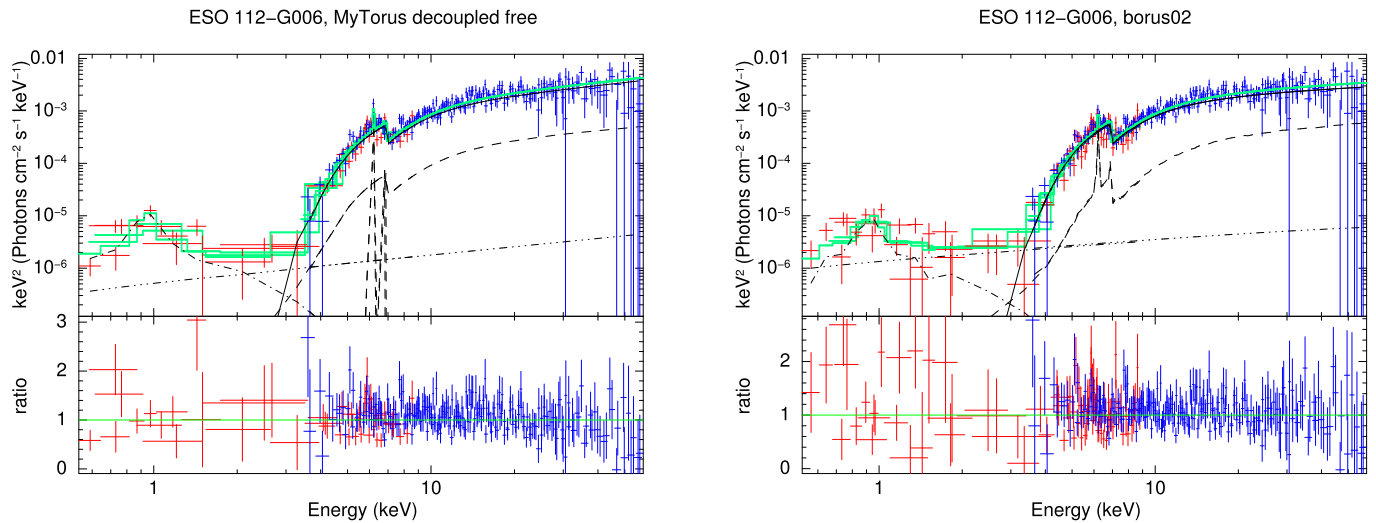 ESO 112−G006, MyTorus decoupled free
0.01
10⁻³
10⁻⁴
10⁻⁵
10⁻⁶
keV² (Photons cm⁻² s⁻¹ keV⁻¹)
3
2
1
0
ratio
1 10
Energy (keV)
ESO 112−G006, borus02
0.01
10⁻³
10⁻⁴
10⁻⁵
10⁻⁶
keV² (Photons cm⁻² s⁻¹ keV⁻¹)
2
1
0
ratio
1 10
Energy (keV)